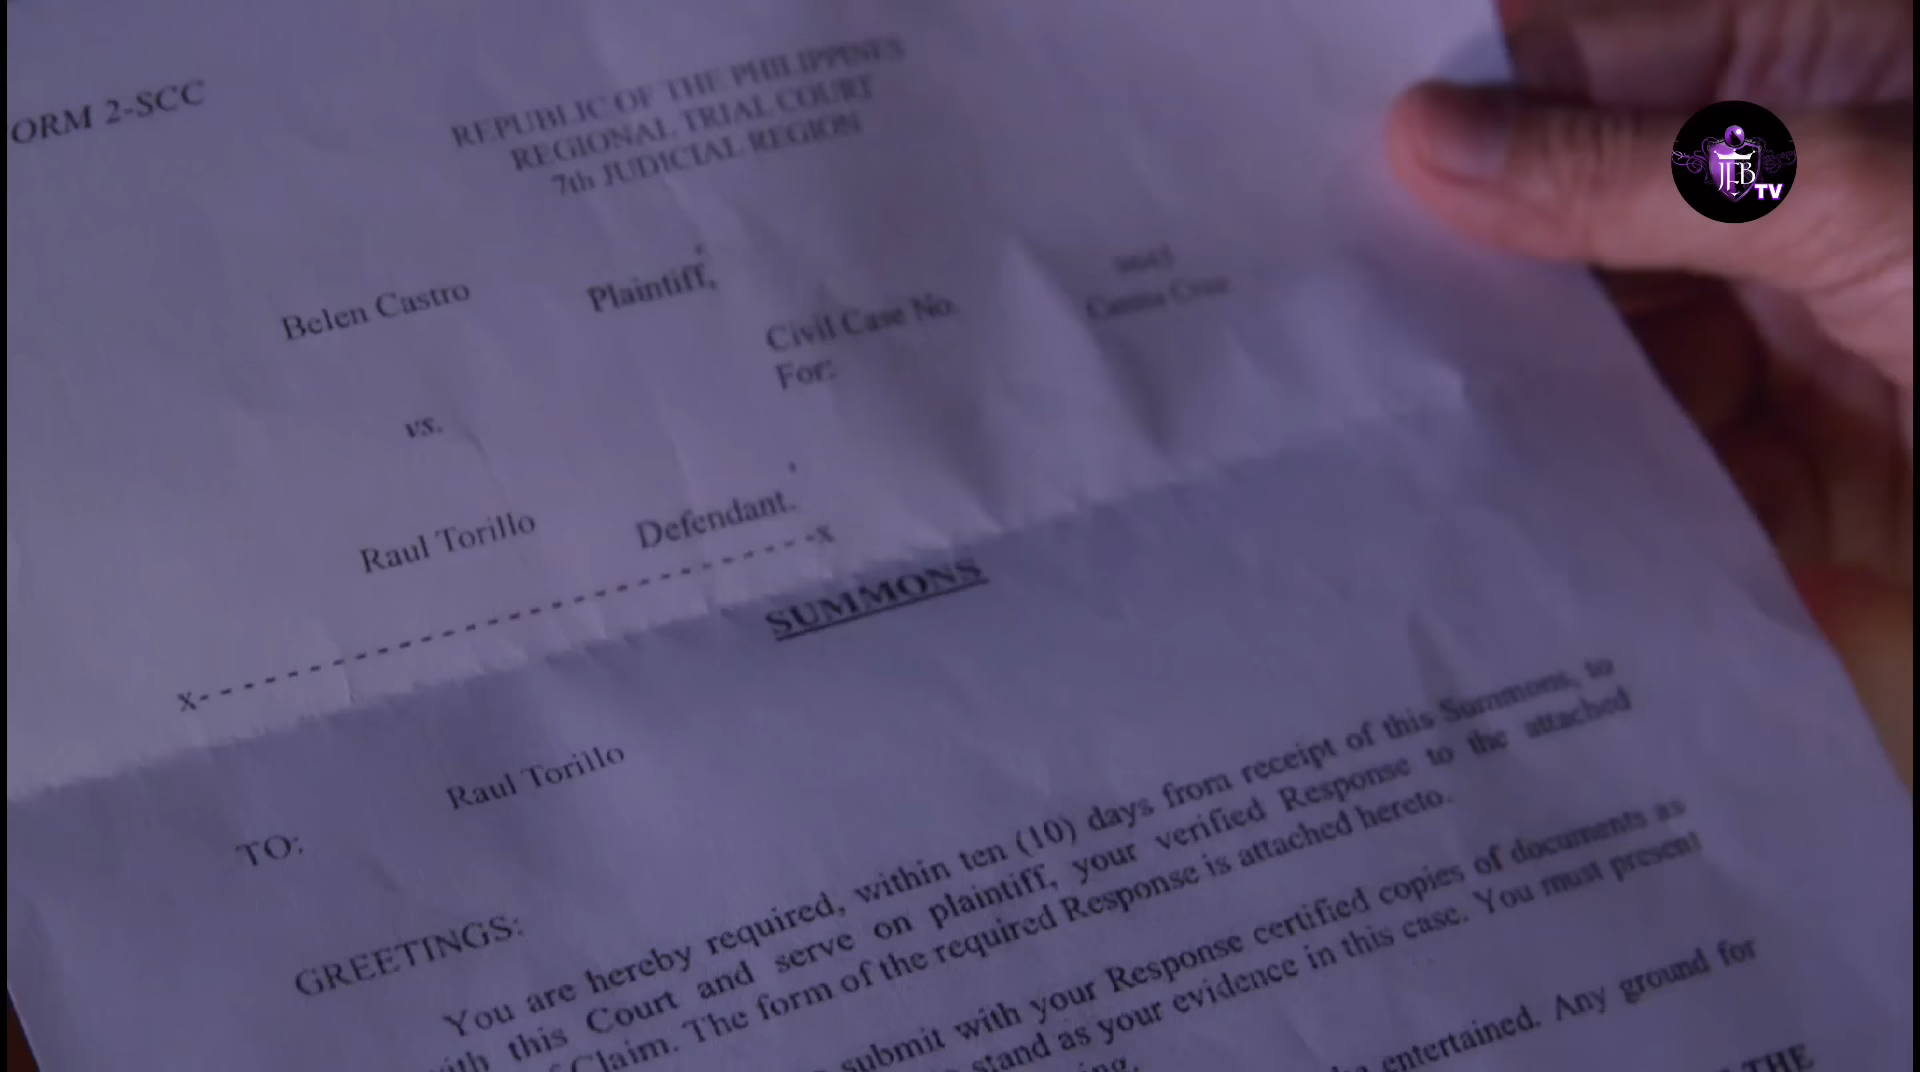 ORM 2-SCC
REPUBLIC OF THE PHILIPPINES
REGIONAL TRIAL COURT
7th JUDICIAL REGION
Belen Castro Plaintiff,
Civil Case No.
For:
vs.
Raul Torillo Defendant.
x- - - - - - - - - - - - - - - - - - - - - - - - - - - -x
SUMMONS
TO: Raul Torillo
GREETINGS:
You are hereby required, within ten (10) days from receipt of this Summons, to
with this Court and serve on plaintiff, your verified Response to the attached
of Claim. The form of the required Response is attached hereto.
submit with your Response certified copies of documents as
stand as your evidence in this case. You must present
entertained. Any ground for
THE
JFB
TV